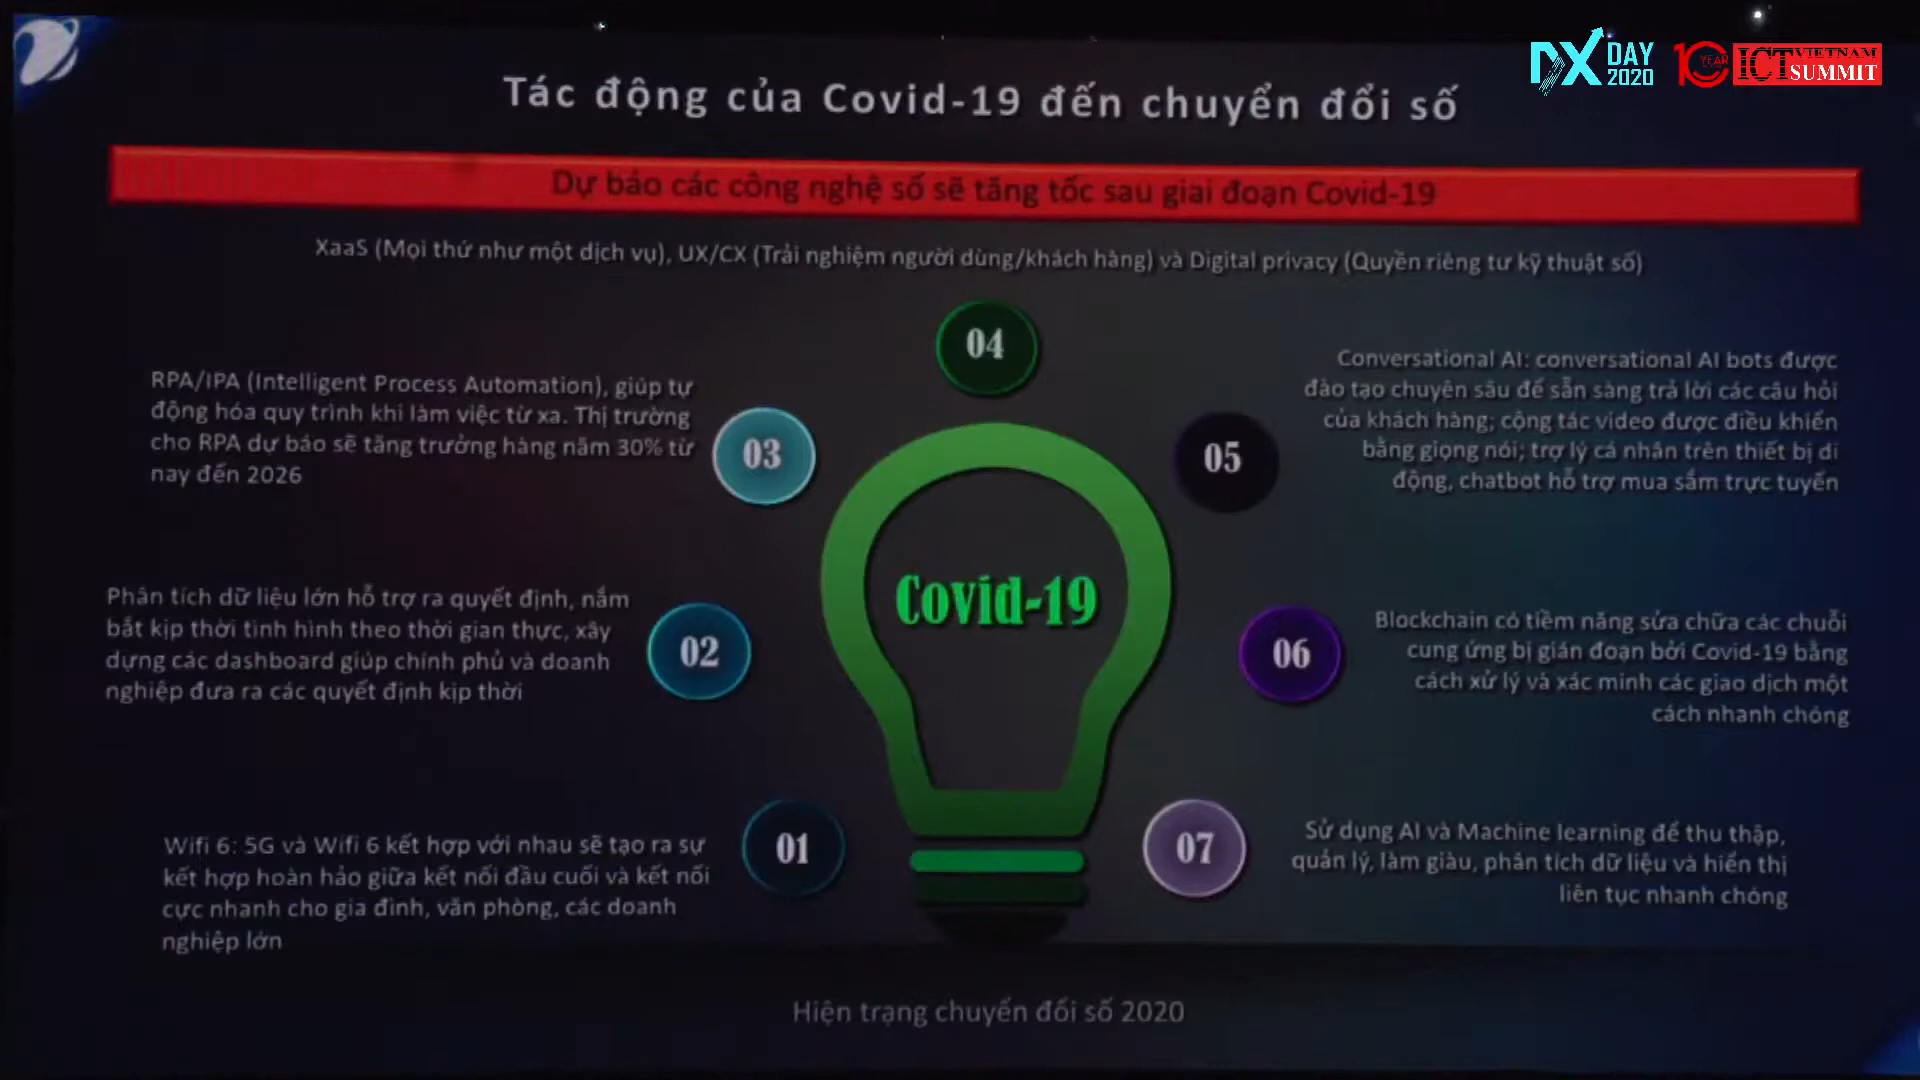 DX DAY 2020
10 YEAR ICT VIETNAM SUMMIT
Tác động của Covid-19 đến chuyển đổi số
Dự báo các công nghệ số sẽ tăng tốc sau giai đoạn Covid-19
XaaS (Mọi thứ như một dịch vụ), UX/CX (Trải nghiệm người dùng/khách hàng) và Digital privacy (Quyền riêng tư kỹ thuật số)
04
RPA/IPA (Intelligent Process Automation), giúp tự
động hóa quy trình khi làm việc từ xa. Thị trường
cho RPA dự báo sẽ tăng trưởng hàng năm 30% từ
nay đến 2026
03
Phân tích dữ liệu lớn hỗ trợ ra quyết định, nắm
bắt kịp thời tình hình theo thời gian thực, xây
dựng các dashboard giúp chính phủ và doanh
nghiệp đưa ra các quyết định kịp thời
02
Wifi 6: 5G và Wifi 6 kết hợp với nhau sẽ tạo ra sự
kết hợp hoàn hảo giữa kết nối đầu cuối và kết nối
cực nhanh cho gia đình, văn phòng, các doanh
nghiệp lớn
01
Covid-19
05
Conversational AI: conversational AI bots được
đào tạo chuyên sâu để sẵn sàng trả lời các câu hỏi
của khách hàng; cộng tác video được điều khiển
bằng giọng nói; trợ lý cá nhân trên thiết bị di
động, chatbot hỗ trợ mua sắm trực tuyến
06
Blockchain có tiềm năng sửa chữa các chuỗi
cung ứng bị gián đoạn bởi Covid-19 bằng
cách xử lý và xác minh các giao dịch một
cách nhanh chóng
07
Sử dụng AI và Machine learning để thu thập,
quản lý, làm giàu, phân tích dữ liệu và hiển thị
liên tục nhanh chóng
Hiện trạng chuyển đổi số 2020